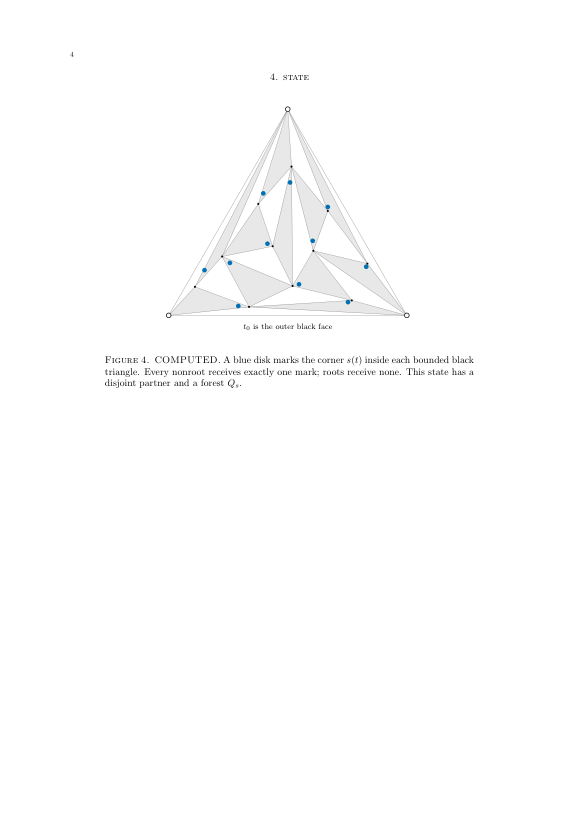 4
4. STATE
t₀ is the outer black face
FIGURE 4. COMPUTED. A blue disk marks the corner s(t) inside each bounded black
triangle. Every nonroot receives exactly one mark; roots receive none. This state has a
disjoint partner and a forest Qₛ.